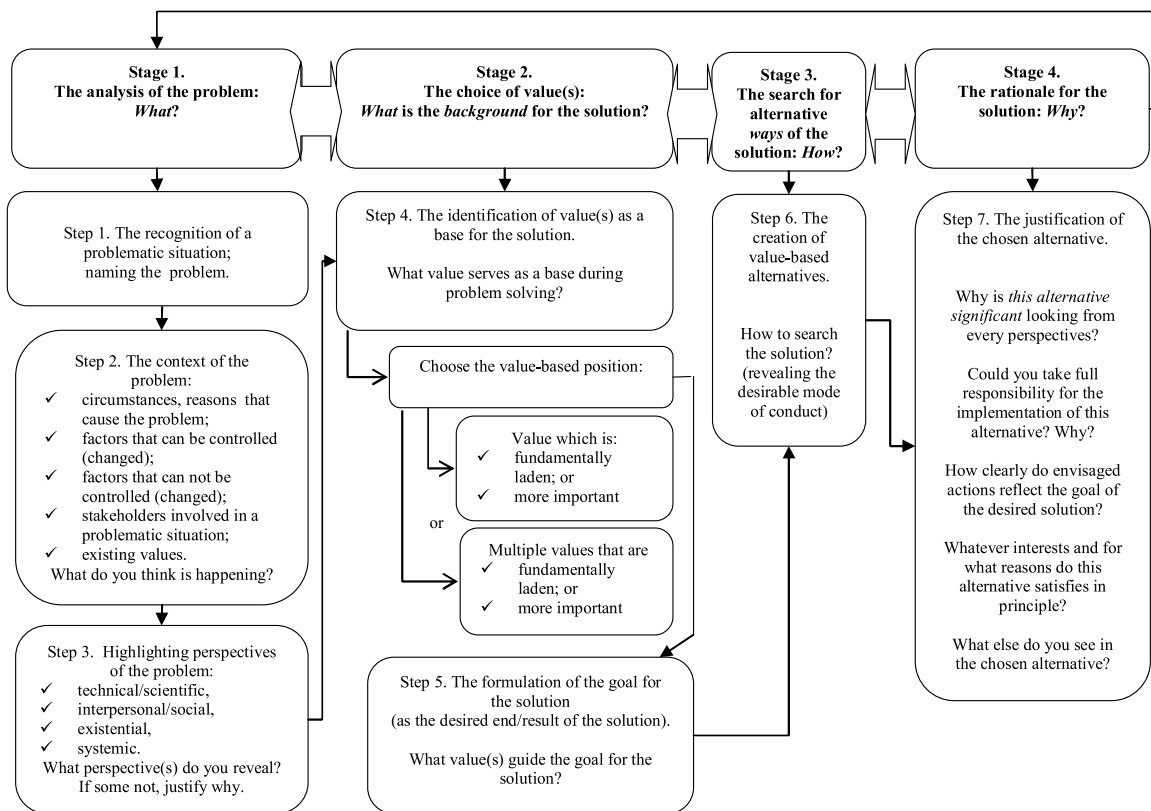 Stage 1.
The analysis of the problem:
What?
Stage 2.
The choice of value(s):
What is the background for the solution?
Stage 3.
The search for
alternative
ways of the
solution: How?
Stage 4.
The rationale for the
solution: Why?
Step 1. The recognition of a
problematic situation;
naming the problem.
Step 2. The context of the
problem:
✓ circumstances, reasons that
cause the problem;
✓ factors that can be controlled
(changed);
✓ factors that can not be
controlled (changed);
✓ stakeholders involved in a
problematic situation;
✓ existing values.
What do you think is happening?
Step 3. Highlighting perspectives
of the problem:
✓ technical/scientific,
✓ interpersonal/social,
✓ existential,
✓ systemic.
What perspective(s) do you reveal?
If some not, justify why.
Step 4. The identification of value(s) as a
base for the solution.
What value serves as a base during
problem solving?
Choose the value-based position:
Value which is:
✓ fundamentally
laden; or
✓ more important
or
Multiple values that are
✓ fundamentally
laden; or
✓ more important
Step 5. The formulation of the goal for
the solution
(as the desired end/result of the solution).
What value(s) guide the goal for the
solution?
Step 6. The
creation of
value-based
alternatives.
How to search
the solution?
(revealing the
desirable mode
of conduct)
Step 7. The justification of
the chosen alternative.
Why is this alternative
significant looking from
every perspectives?
Could you take full
responsibility for the
implementation of this
alternative? Why?
How clearly do envisaged
actions reflect the goal of
the desired solution?
Whatever interests and for
what reasons do this
alternative satisfies in
principle?
What else do you see in
the chosen alternative?